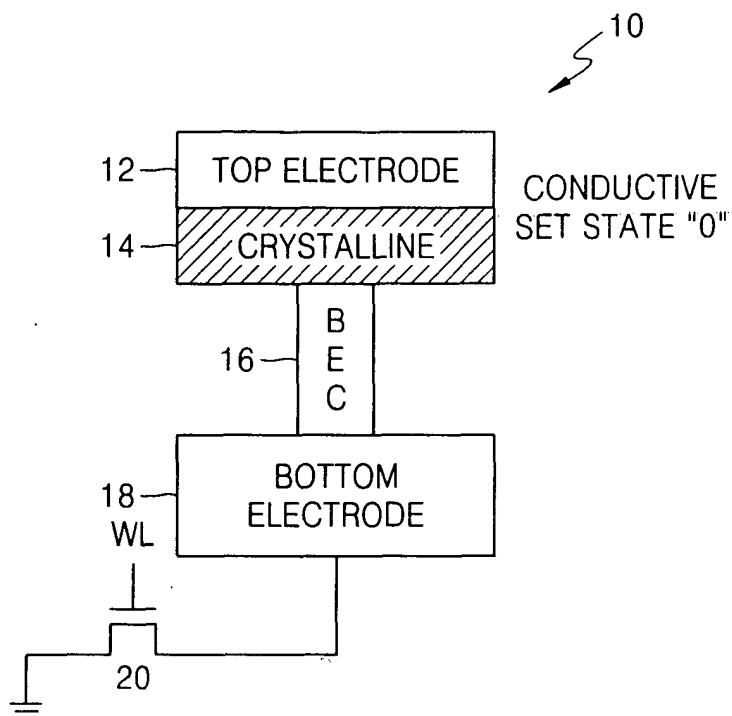 10
12
TOP ELECTRODE
CONDUCTIVE
SET STATE "0"
14
CRYSTALLINE
16
B
E
C
18
BOTTOM
ELECTRODE
WL
20